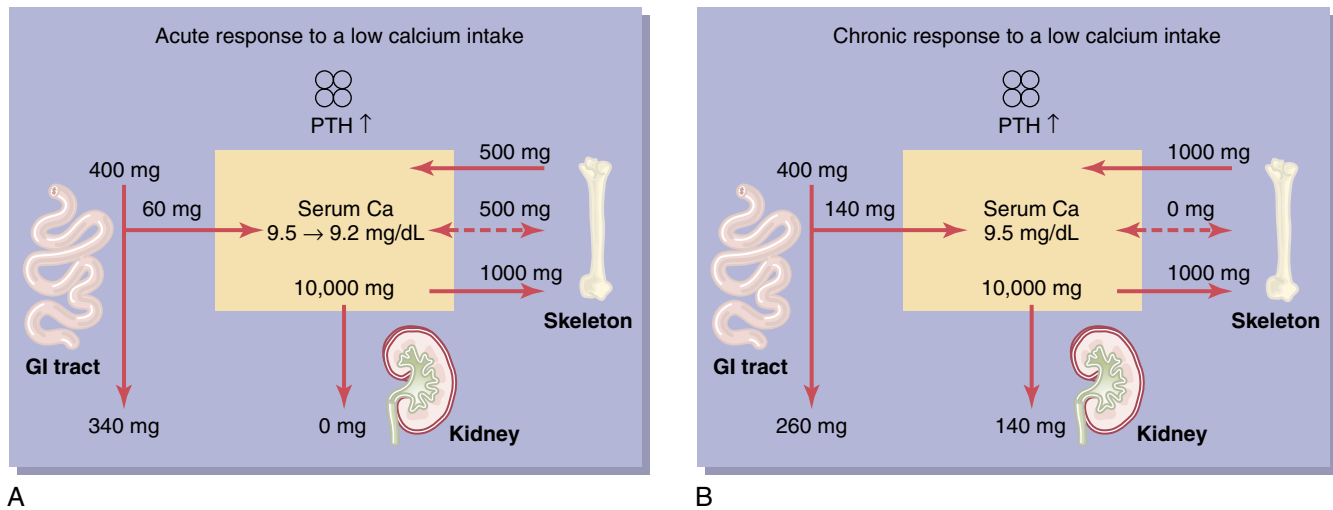 Acute response to a low calcium intake
PTH ↑
500 mg
400 mg
60 mg
Serum Ca
9.5 → 9.2 mg/dL
500 mg
1000 mg
10,000 mg
Skeleton
GI tract
340 mg
0 mg
Kidney
A
Chronic response to a low calcium intake
PTH ↑
1000 mg
400 mg
140 mg
Serum Ca
9.5 mg/dL
0 mg
1000 mg
10,000 mg
Skeleton
GI tract
260 mg
140 mg
Kidney
B